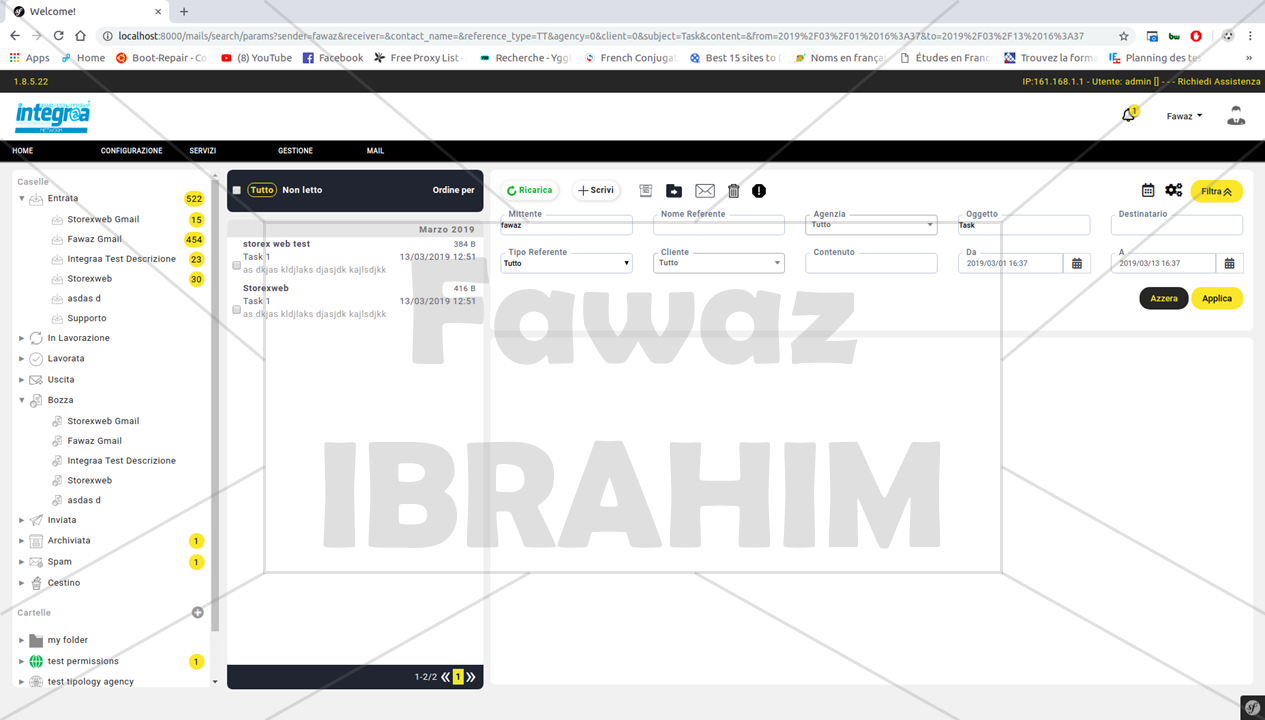 Welcome!
localhost:8000/mails/search/params?sender=fawaz&receiver=&contact_name=&reference_type=TT&agency=0&client=0&subject=Task&content=&from=2019%2F03%2F01%2016%3A37&to=2019%2F03%2F13%2016%3A37
Apps Home Boot-Repair - Co (8) YouTube Facebook Free Proxy List - Recherche - Ygg French Conjugat Best 15 sites to D Noms en françai Études en Franc Trouvez la forma Planning des tes »
1.8.5.22 IP:161.168.1.1 - Utente: admin [] - - - Richiedi Assistenza
integraa
NETWORK
1
Fawaz
HOME CONFIGURAZIONE SERVIZI GESTIONE MAIL
Caselle
Entrata 522
Storexweb Gmail 15
Fawaz Gmail 454
Integraa Test Descrizione 23
Storexweb 30
asdas d
Supporto
In Lavorazione
Lavorata
Uscita
Bozza
Storexweb Gmail
Fawaz Gmail
Integraa Test Descrizione
Storexweb
asdas d
Inviata
Archiviata 1
Spam 1
Cestino
Cartelle
my folder
test permissions 1
test tipology agency
Tutto Non letto Ordine per
Marzo 2019
storex web test 384 B
Task 1 13/03/2019 12:51
as dkjas kldjlaks djasjdk kajlsdjkk
Storexweb 416 B
Task 1 13/03/2019 12:51
as dkjas kldjlaks djasjdk kajlsdjkk
1-2/2 1
Ricarica Scrivi Filtra
Mittente Nome Referente Agenzia Oggetto Destinatario
fawaz Tutto Task
Tipo Referente Cliente Contenuto Da A
Tutto Tutto 2019/03/01 16:37 2019/03/13 16:37
Azzera Applica
Fawaz
IBRAHIM